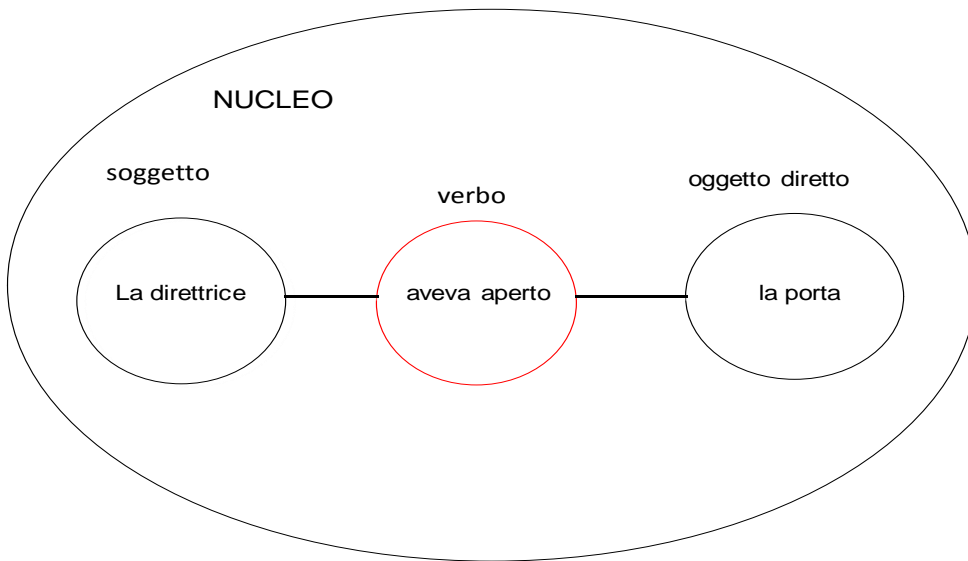 NUCLEO
soggetto
verbo
oggetto diretto
La direttrice
aveva aperto
la porta